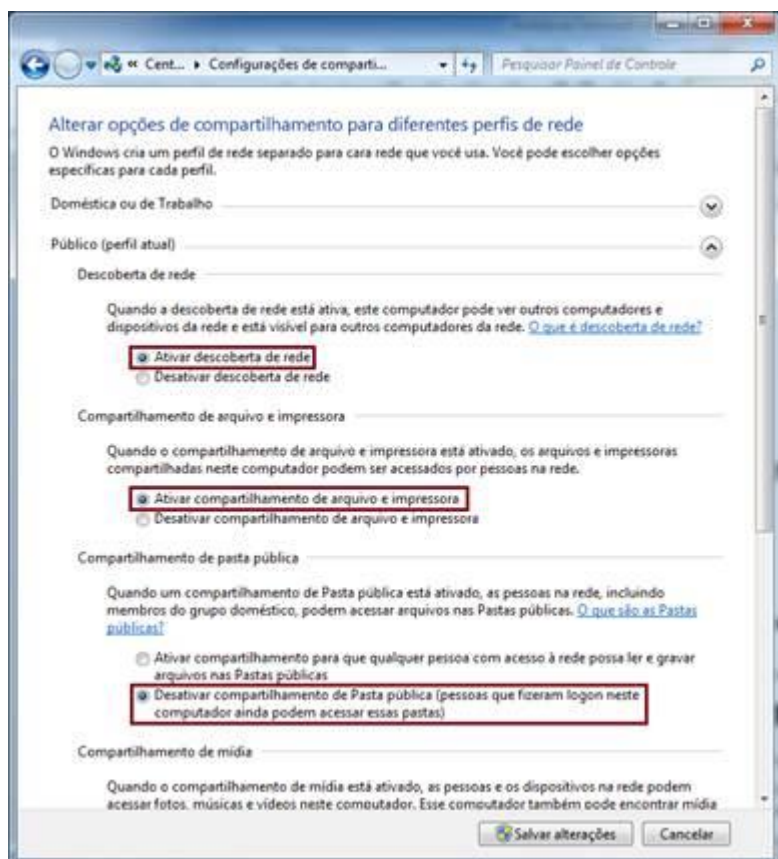 « Cent... ▸ Configurações de comparti...
Pesquisar Painel de Controle
Alterar opções de compartilhamento para diferentes perfis de rede
O Windows cria um perfil de rede separado para cara rede que você usa. Você pode escolher opções
específicas para cada perfil.
Doméstica ou de Trabalho
Público (perfil atual)
Descoberta de rede
Quando a descoberta de rede está ativa, este computador pode ver outros computadores e
dispositivos da rede e está visível para outros computadores da rede. O que é descoberta de rede?
Ativar descoberta de rede
Desativar descoberta de rede
Compartilhamento de arquivo e impressora
Quando o compartilhamento de arquivo e impressora está ativado, os arquivos e impressoras
compartilhadas neste computador podem ser acessados por pessoas na rede.
Ativar compartilhamento de arquivo e impressora
Desativar compartilhamento de arquivo e impressora
Compartilhamento de pasta pública
Quando um compartilhamento de Pasta pública está ativado, as pessoas na rede, incluindo
membros do grupo doméstico, podem acessar arquivos nas Pastas públicas. O que são as Pastas
públicas?
Ativar compartilhamento para que qualquer pessoa com acesso à rede possa ler e gravar
arquivos nas Pastas públicas
Desativar compartilhamento de Pasta pública (pessoas que fizeram logon neste
computador ainda podem acessar essas pastas)
Compartilhamento de mídia
Quando o compartilhamento de mídia está ativado, as pessoas e os dispositivos na rede podem
acessar fotos, músicas e vídeos neste computador. Esse computador também pode encontrar mídia
Salvar alterações
Cancelar